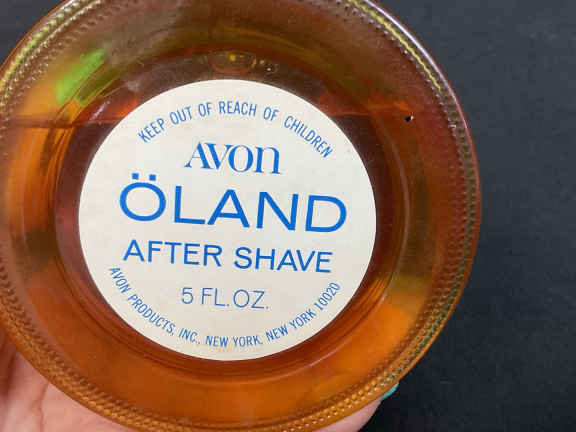 KEEP OUT OF REACH OF CHILDREN
AVON
ÖLAND
AFTER SHAVE
5 FL.OZ.
AVON PRODUCTS, INC., NEW YORK, NEW YORK 10020